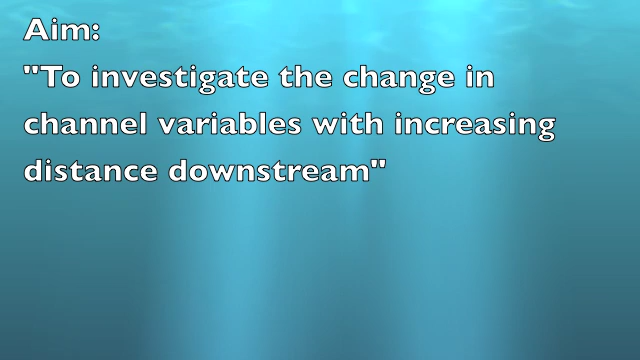 Aim:
"To investigate the change in
channel variables with increasing
distance downstream"